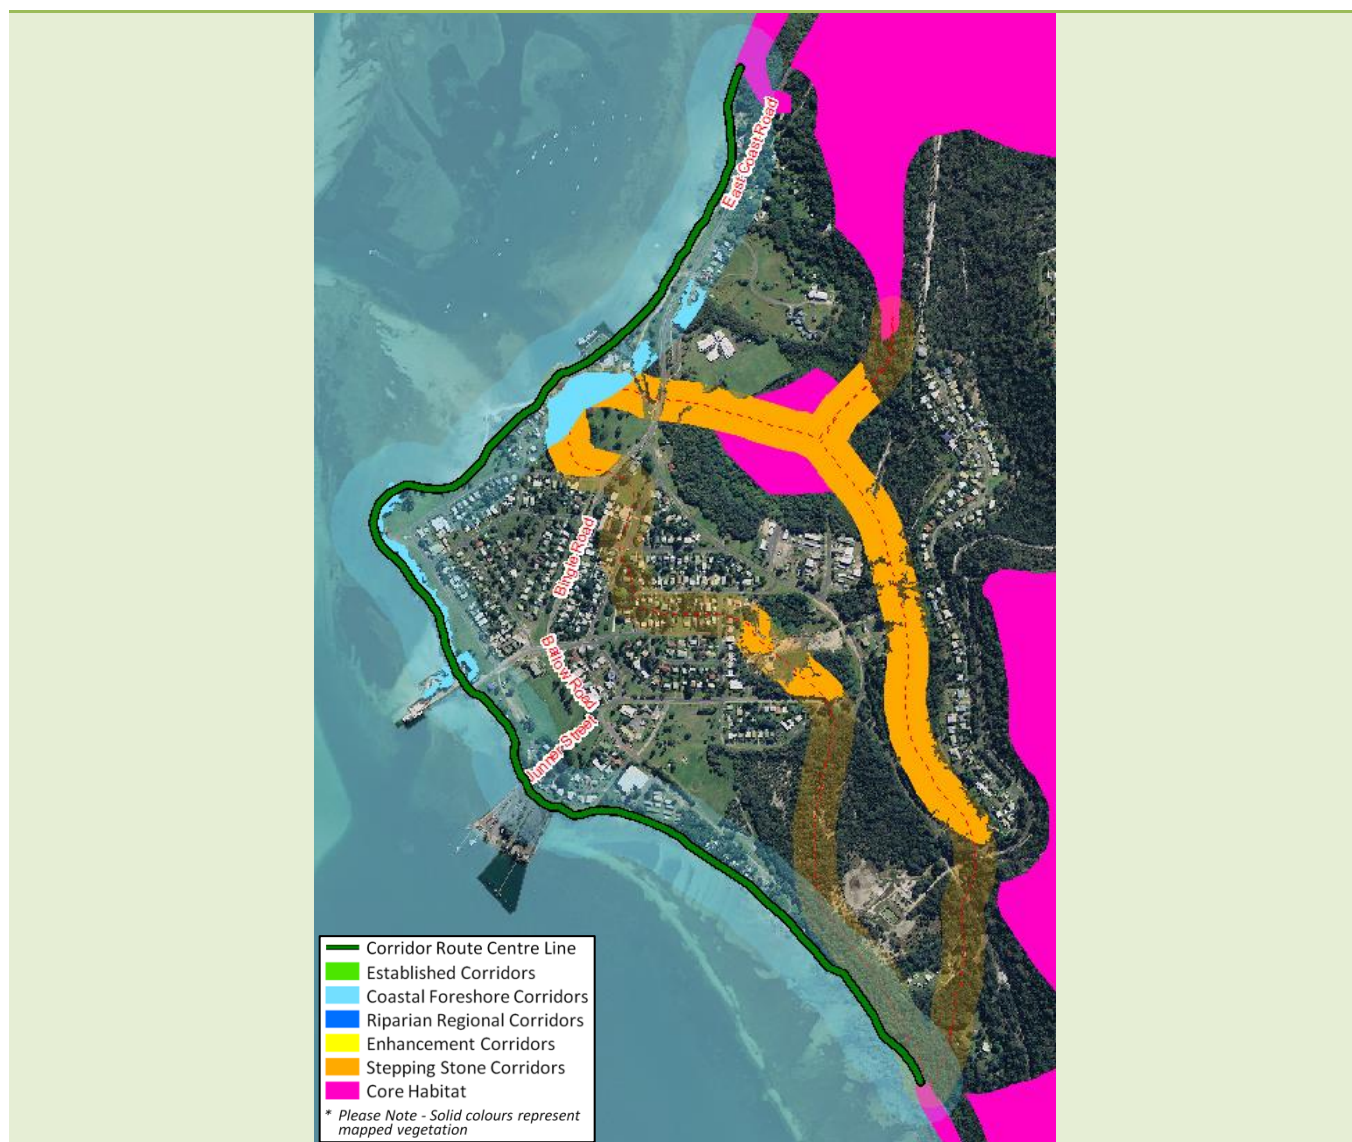 East Coast Road
Bingle Road
Ballow Road
Junner Street
Corridor Route Centre Line
Established Corridors
Coastal Foreshore Corridors
Riparian Regional Corridors
Enhancement Corridors
Stepping Stone Corridors
Core Habitat
* Please Note - Solid colours represent
mapped vegetation